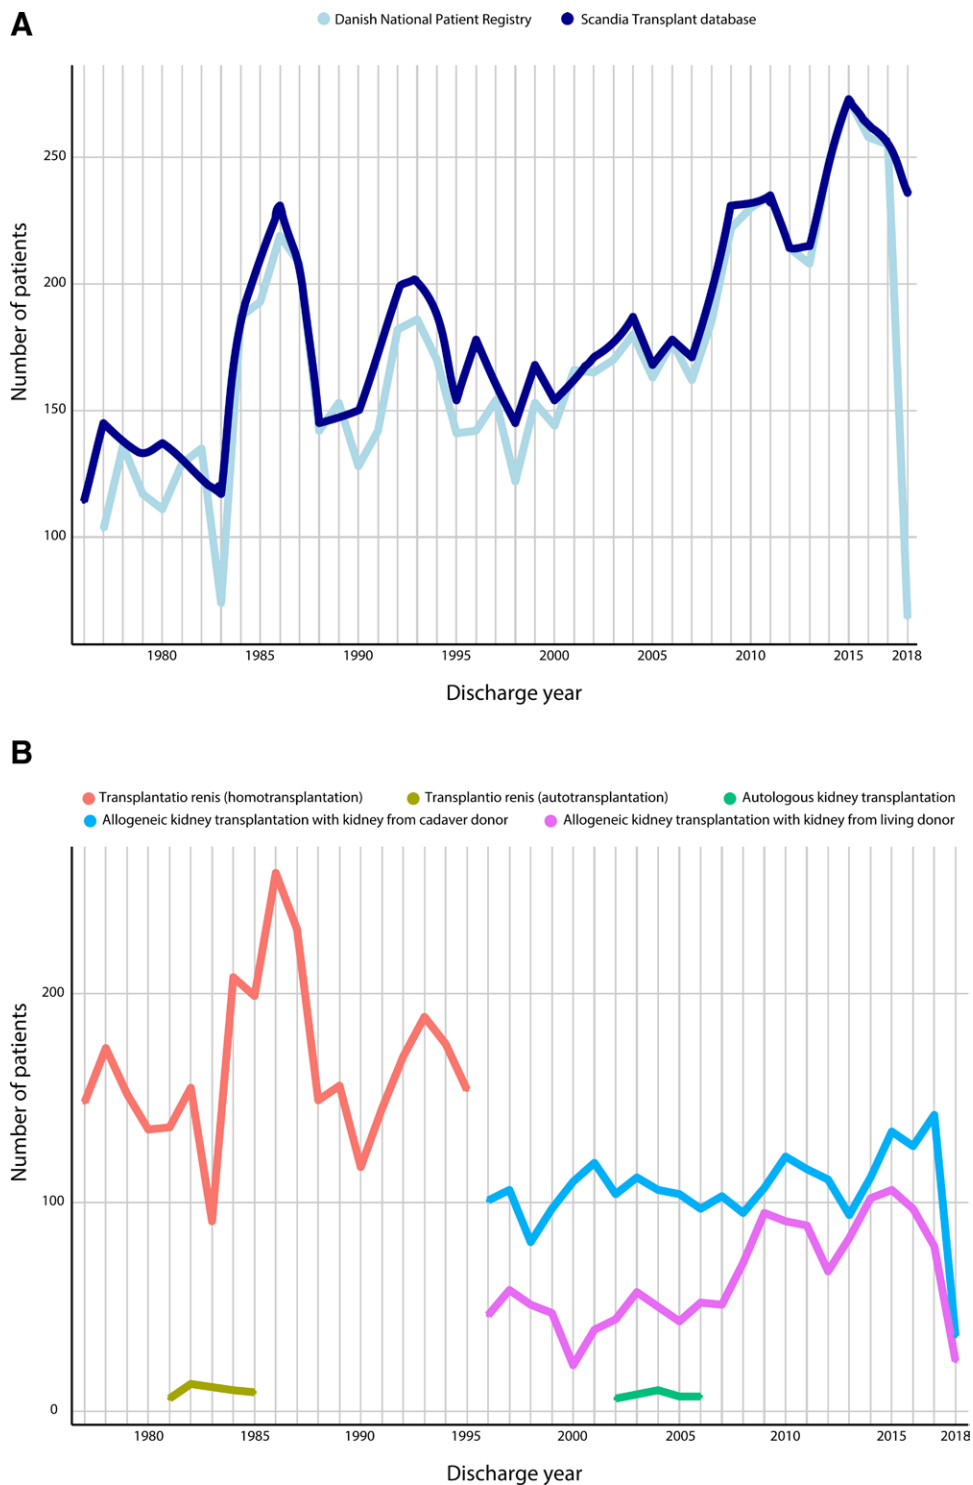 A
Danish National Patient Registry Scandia Transplant database
Number of patients
250
200
150
100
1980 1985 1990 1995 2000 2005 2010 2015 2018
Discharge year
B
Transplantatio renis (homotransplantation) Transplantio renis (autotransplantation) Autologous kidney transplantation
Allogeneic kidney transplantation with kidney from cadaver donor Allogeneic kidney transplantation with kidney from living donor
Number of patients
200
100
0
1980 1985 1990 1995 2000 2005 2010 2015 2018
Discharge year